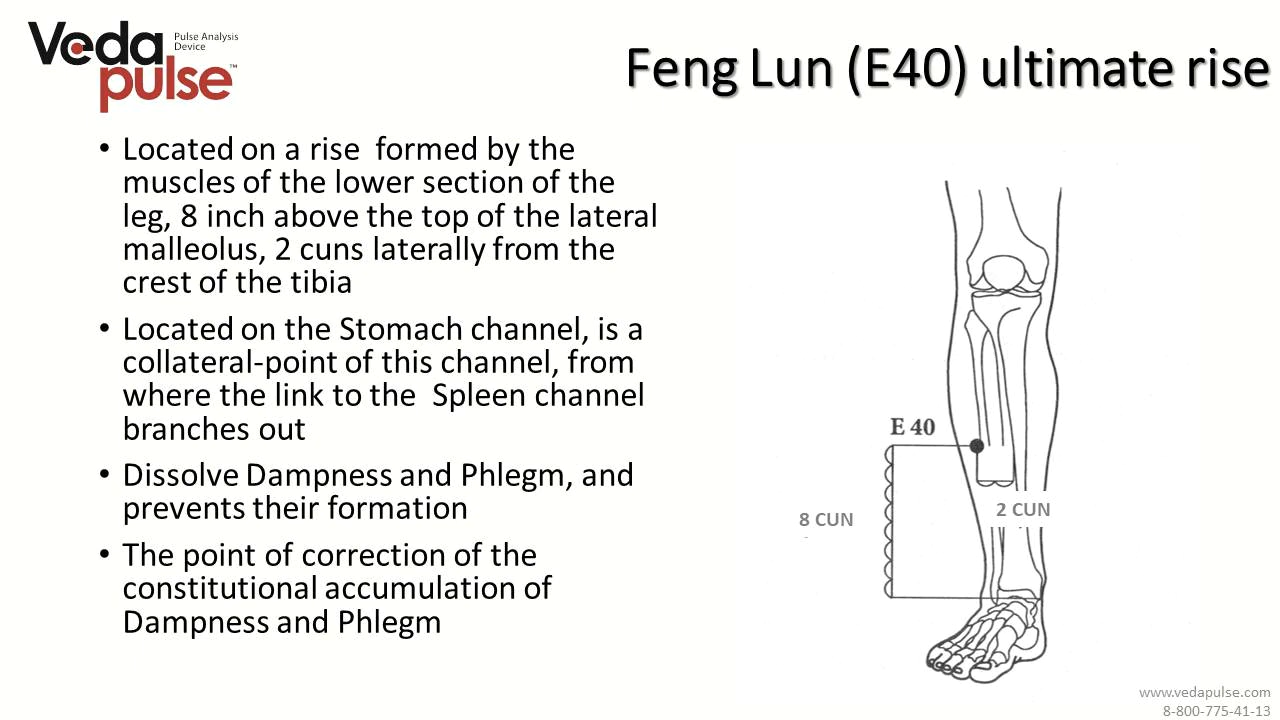 Veda
pulse™
Pulse Analysis
Device
Feng Lun (E40) ultimate rise
• Located on a rise formed by the
muscles of the lower section of the
leg, 8 inch above the top of the lateral
malleolus, 2 cuns laterally from the
crest of the tibia
• Located on the Stomach channel, is a
collateral-point of this channel, from
where the link to the Spleen channel
branches out
• Dissolve Dampness and Phlegm, and
prevents their formation
• The point of correction of the
constitutional accumulation of
Dampness and Phlegm
E 40
8 CUN
2 CUN
www.vedapulse.com
8-800-775-41-13